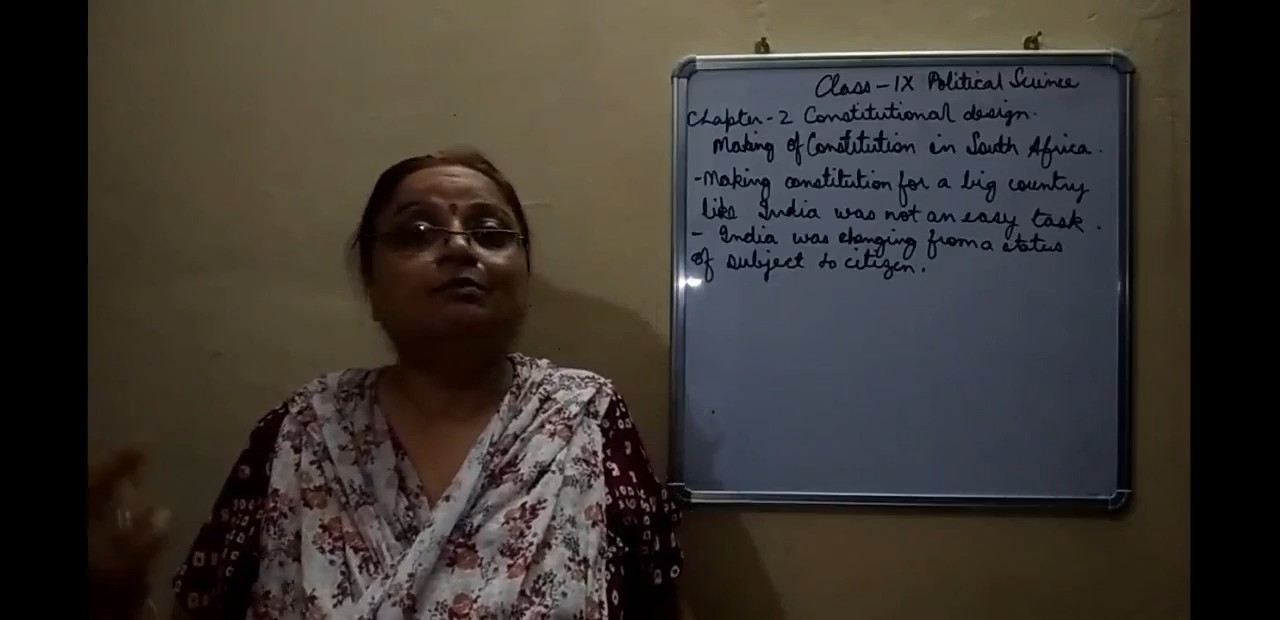 Class - IX Political Science
Chapter - 2 Constitutional design.
Making of Constitution in South Africa.
- Making constitution for a big country
like India was not an easy task.
- India was changing from a status
of subject to citizen.